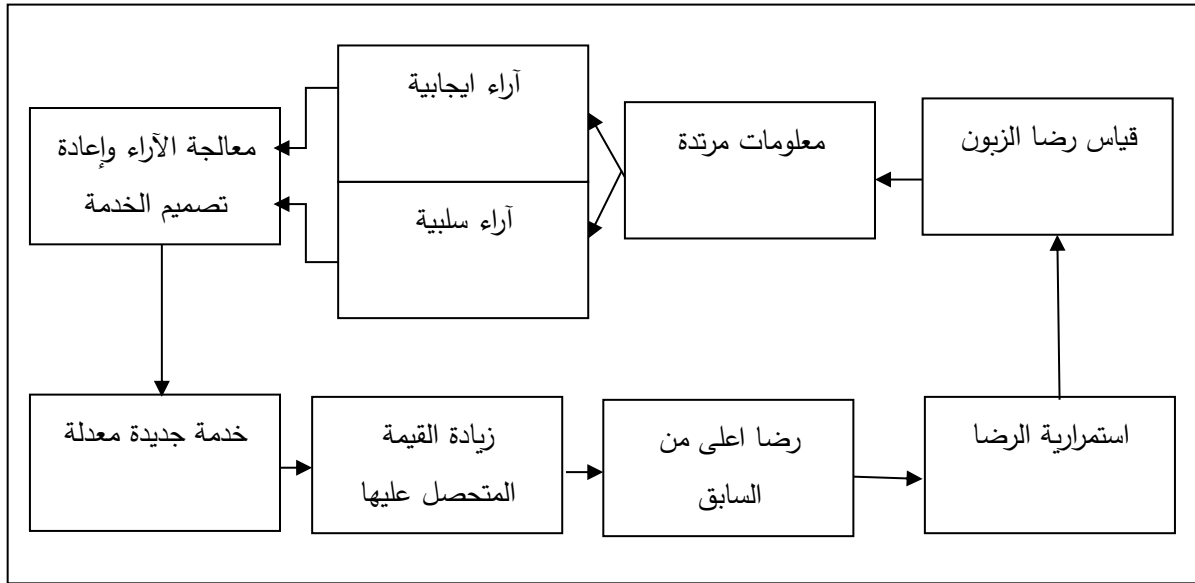 قياس رضا الزبون
معلومات مرتدة
آراء ايجابية
آراء سلبية
معالجة الآراء وإعادة
تصميم الخدمة
خدمة جديدة معدلة
زيادة القيمة
المتحصل عليها
رضا اعلى من
السابق
استمرارية الرضا